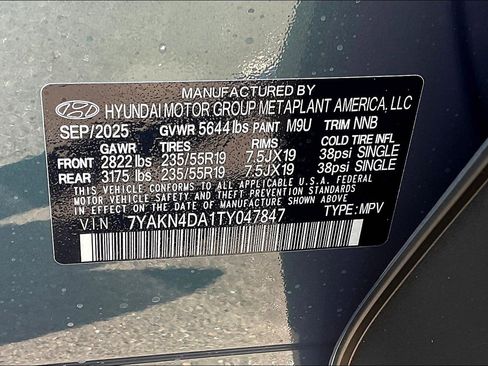 MANUFACTURED BY
HYUNDAI MOTOR GROUP METAPLANT AMERICA, LLC
SEP/2025 GVWR 5644 lbs PAINT M9U TRIM NNB
GAWR TIRES RIMS COLD TIRE INFL
FRONT 2822 lbs 235/55R19 7.5JX19 38psi SINGLE
REAR 3175 lbs 235/55R19 7.5JX19 38psi SINGLE
THIS VEHICLE CONFORMS TO ALL APPLICABLE U.S. FEDERAL
MOTOR VEHICLE SAFETY AND THEFT PREVENTION
STANDARDS IN EFFECT ON THE DATE OF MANUFACTURE SHOWN ABOVE.
V.I.N 7YAKN4DA1TY047847 TYPE : MPV